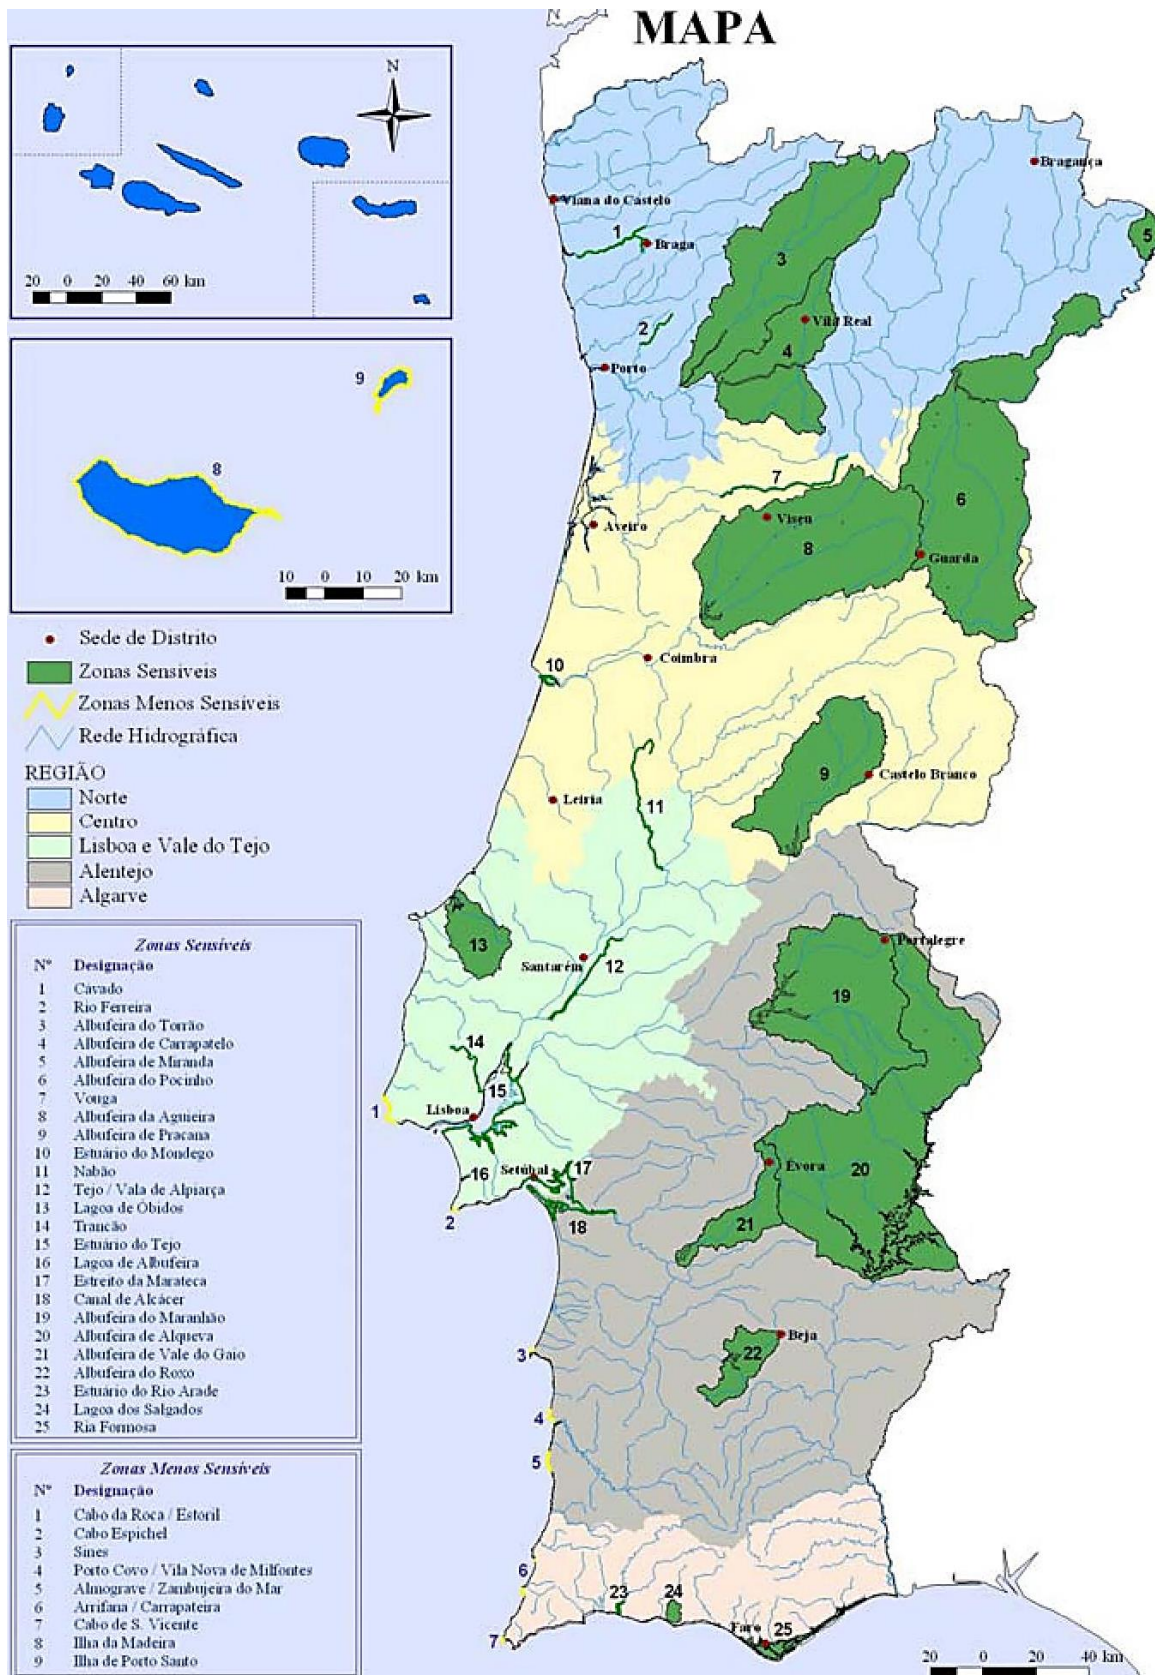 MAPA
N
20 0 20 40 60 km
9
8
10 0 10 20 km
Sede de Distrito
Zonas Sensíveis
Zonas Menos Sensíveis
Rede Hidrográfica
REGIÃO
Norte
Centro
Lisboa e Vale do Tejo
Alentejo
Algarve
Zonas Sensíveis
Nº Designação
1 Cávado
2 Rio Ferreira
3 Albufeira do Torrão
4 Albufeira de Carrapatelo
5 Albufeira de Miranda
6 Albufeira do Pocinho
7 Vouga
8 Albufeira da Aguieira
9 Albufeira de Pracana
10 Estuário do Mondego
11 Nabão
12 Tejo / Vala de Alpiarça
13 Lagoa de Óbidos
14 Trancão
15 Estuário do Tejo
16 Lagoa de Albufeira
17 Estreito da Marateca
18 Canal de Alcácer
19 Albufeira do Maranhão
20 Albufeira de Alqueva
21 Albufeira de Vale do Gaio
22 Albufeira do Roxo
23 Estuário do Rio Arade
24 Lagoa dos Salgados
25 Ria Formosa
Zonas Menos Sensíveis
Nº Designação
1 Cabo da Roca / Estoril
2 Cabo Espichel
3 Sines
4 Porto Covo / Vila Nova de Milfontes
5 Almograve / Zambujeira do Mar
6 Arrifana / Carrapateira
7 Cabo de S. Vicente
8 Ilha da Madeira
9 Ilha de Porto Santo
Bragança
Viana do Castelo
1
Braga
5
3
2
Vila Real
4
Porto
7
6
Aveiro
Viseu
8
Guarda
10
Coimbra
9
Castelo Branco
Leiria
11
13
Santarém
12
Portalegre
19
14
15
1
Lisboa
16
Setúbal
17
Évora
20
2
18
21
3
Beja
22
4
5
6
23
24
7
Faro
25
20 0 20 40 km